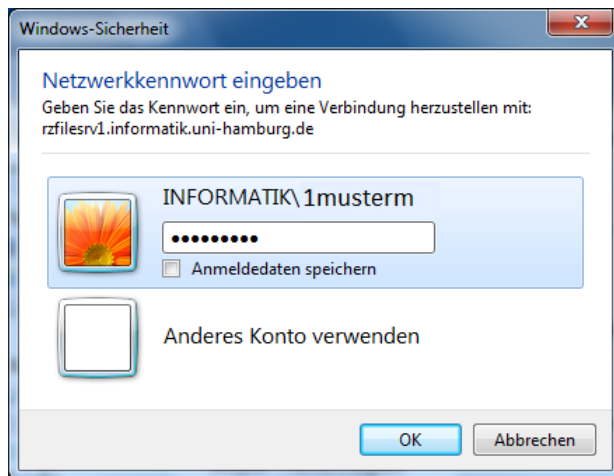 Windows-Sicherheit
Netzwerkkennwort eingeben
Geben Sie das Kennwort ein, um eine Verbindung herzustellen mit:
rzfilesrv1.informatik.uni-hamburg.de
INFORMATIK\1musterm
•••••••••
Anmeldedaten speichern
Anderes Konto verwenden
OK
Abbrechen